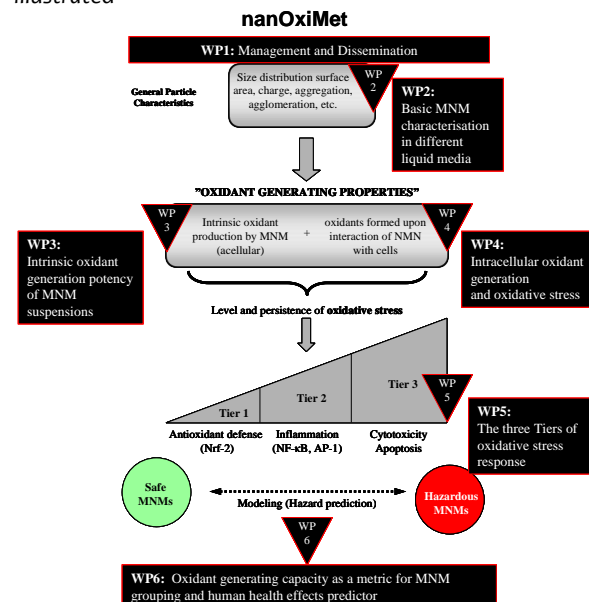 illustrated
nanOxiMet
WP1: Management and Dissemination
General Particle
Characteristics
Size distribution surface
area, charge, aggregation,
agglomeration, etc.
WP
2
WP2:
Basic MNM
characterisation
in different
liquid media
"OXIDANT GENERATING PROPERTIES"
WP
3
Intrinsic oxidant
production by MNM
(acellular)
+
oxidants formed upon
interaction of NMN
with cells
WP
4
WP3:
Intrinsic oxidant
generation potency
of MNM
suspensions
WP4:
Intracellular oxidant
generation
and oxidative stress
Level and persistence of oxidative stress
Tier 1
Tier 2
Tier 3
WP
5
Antioxidant defense
(Nrf-2)
Inflammation
(NF-κB, AP-1)
Cytotoxicity
Apoptosis
WP5:
The three Tiers of
oxidative stress
response
Safe
MNMs
Modeling (Hazard prediction)
Hazardous
MNMs
WP
6
WP6: Oxidant generating capacity as a metric for MNM
grouping and human health effects predictor